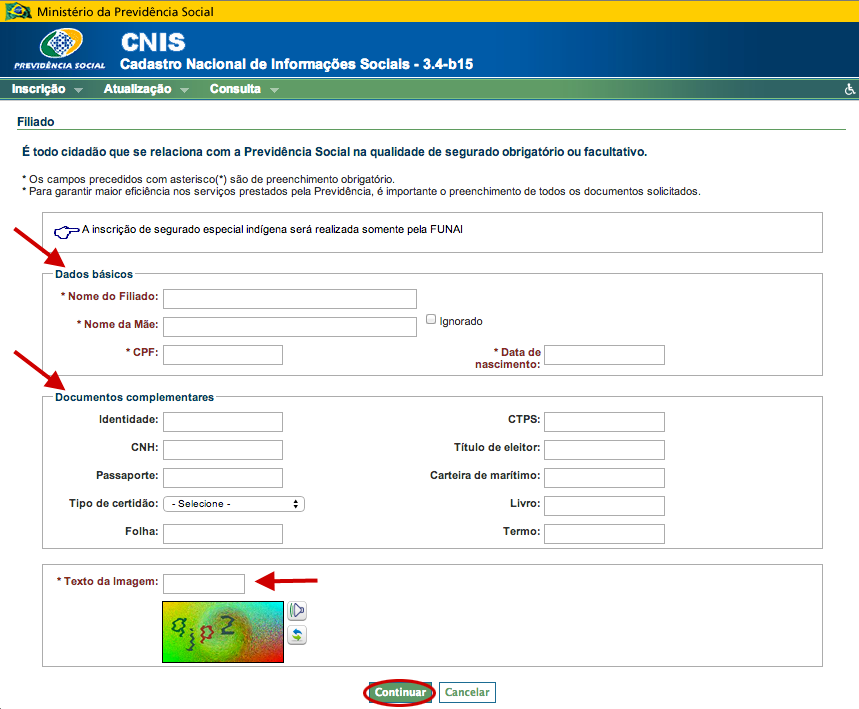 Ministério da Previdência Social
PREVIDÊNCIA SOCIAL
CNIS
Cadastro Nacional de Informações Sociais - 3.4-b15
Inscrição Atualização Consulta
Filiado
É todo cidadão que se relaciona com a Previdência Social na qualidade de segurado obrigatório ou facultativo.
* Os campos precedidos com asterisco(*) são de preenchimento obrigatório.
* Para garantir maior eficiência nos serviços prestados pela Previdência, é importante o preenchimento de todos os documentos solicitados.
A inscrição de segurado especial indígena será realizada somente pela FUNAI
Dados básicos
* Nome do Filiado:
* Nome da Mãe: Ignorado
* CPF: * Data de
nascimento:
Documentos complementares
Identidade: CTPS:
CNH: Título de eleitor:
Passaporte: Carteira de marítimo:
Tipo de certidão: - Selecione - Livro:
Folha: Termo:
* Texto da Imagem:
qjp2
Continuar Cancelar